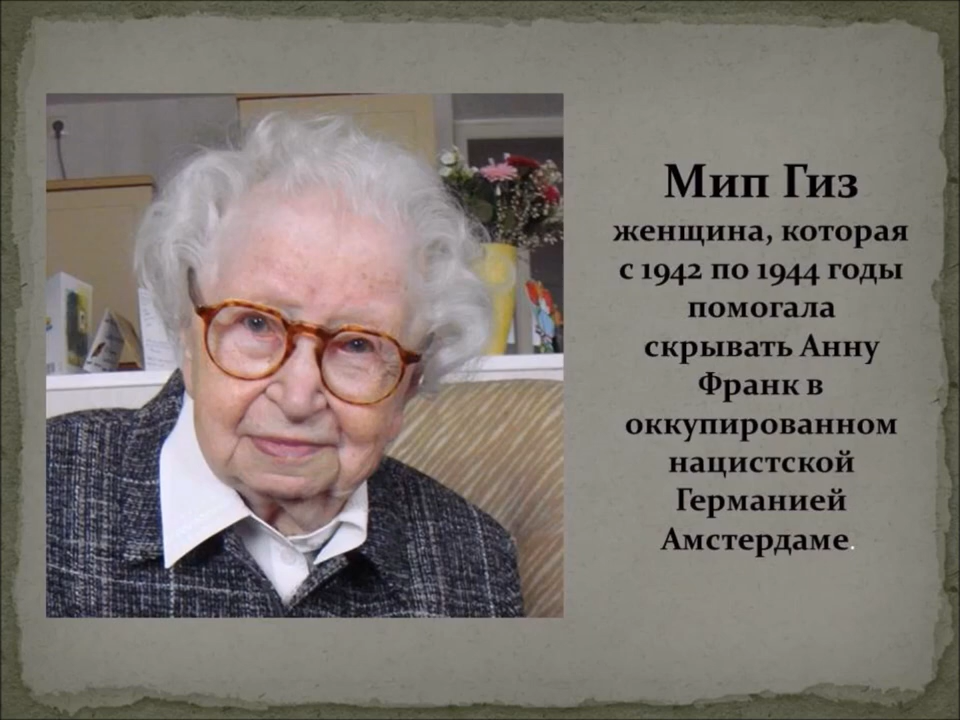 Мип Гиз
женщина, которая
с 1942 по 1944 годы
помогала
скрывать Анну
Франк в
оккупированном
нацистской
Германией
Амстердаме.